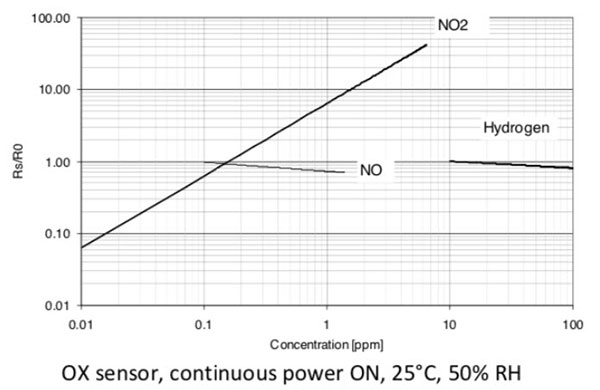 100.00
NO2
10.00
Hydrogen
Rs/R0
1.00
NO
0.10
0.01
0.01 0.1 1 10 100
Concentration [ppm]
OX sensor, continuous power ON, 25°C, 50% RH